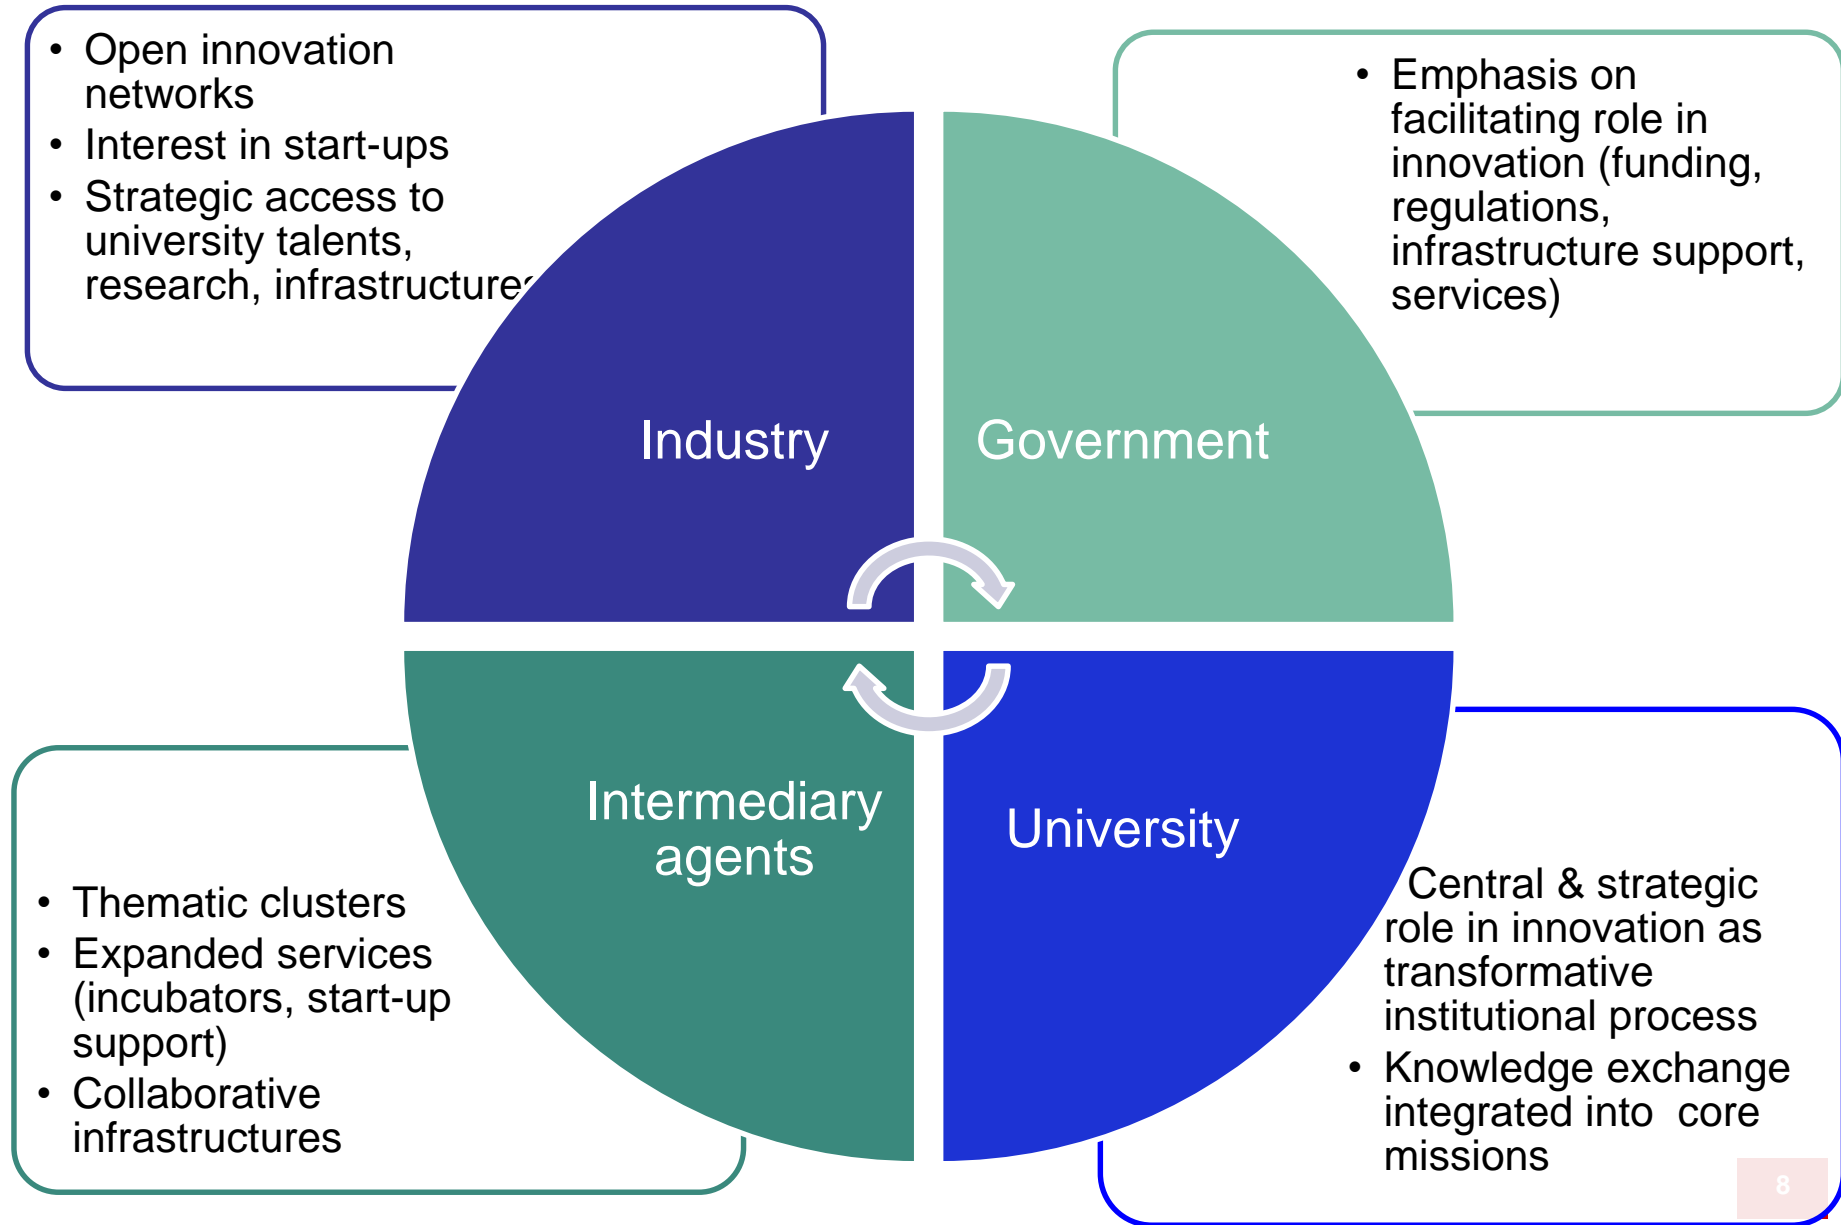 • Open innovation
networks
• Interest in start-ups
• Strategic access to
university talents,
research, infrastructures
• Emphasis on
facilitating role in
innovation (funding,
regulations,
infrastructure support,
services)
Industry
Government
Intermediary
agents
University
• Thematic clusters
• Expanded services
(incubators, start-up
support)
• Collaborative
infrastructures
Central & strategic
role in innovation as
transformative
institutional process
• Knowledge exchange
integrated into core
missions
8